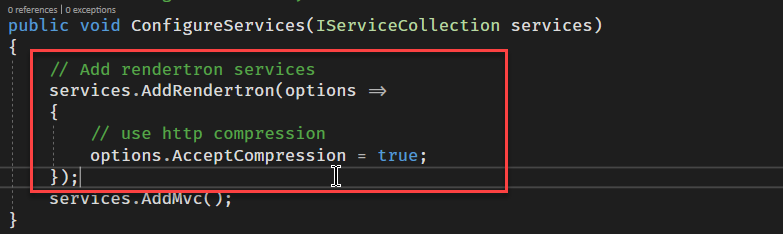 0 references | 0 exceptions
public void ConfigureServices(IServiceCollection services)
{
// Add rendertron services
services.AddRendertron(options =>
{
// use http compression
options.AcceptCompression = true;
});
services.AddMvc();
}